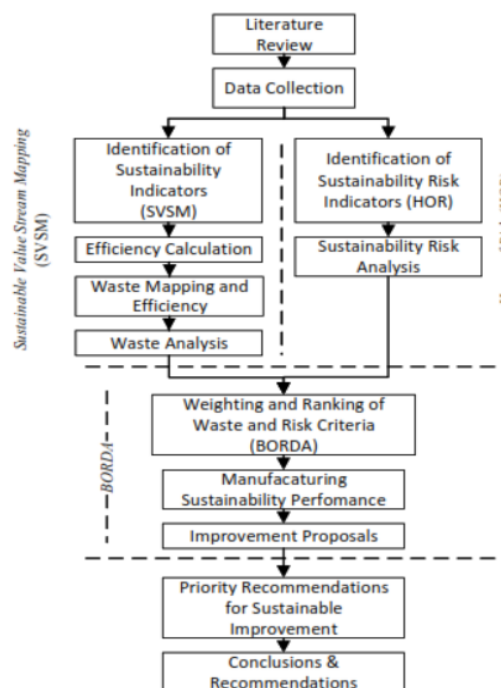 Literature
Review
Data Collection
Sustainable Value Stream Mapping
(SVSM)
Identification of
Sustainability
Indicators
(SVSM)
Efficiency Calculation
Waste Mapping and
Efficiency
Waste Analysis
Identification of
Sustainability Risk
Indicators (HOR)
Sustainability Risk
Analysis
BORDA
Weighting and Ranking of
Waste and Risk Criteria
(BORDA)
Manufacaturing
Sustainability Perfomance
Improvement Proposals
Priority Recommendations
for Sustainable
Improvement
Conclusions &
Recommendations